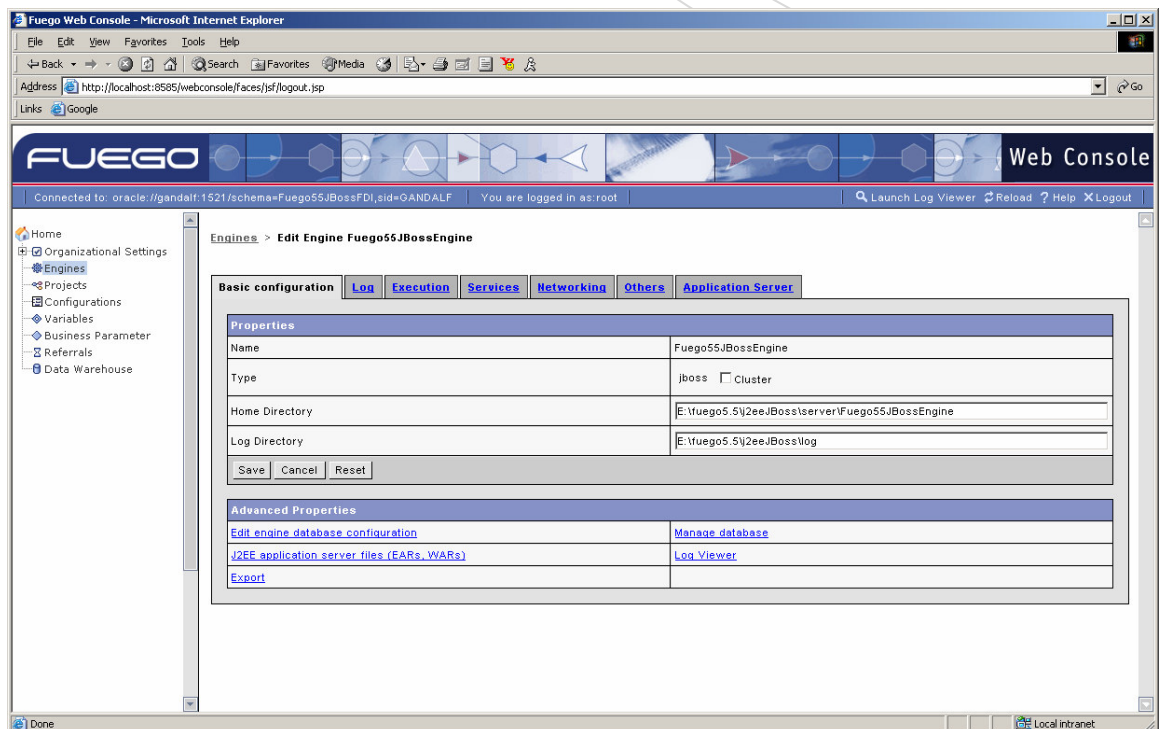 Fuego Web Console - Microsoft Internet Explorer
File Edit View Favorites Tools Help
Back Search Favorites Media
Address http://localhost:8585/webconsole/faces/jsf/logout.jsp Go
Links Google
FUEGO Web Console
Connected to: oracle://gandalf:1521/schema=Fuego55JBossFDI,sid=GANDALF You are logged in as:root Launch Log Viewer Reload ? Help Logout
Home
Organizational Settings
Engines
Projects
Configurations
Variables
Business Parameter
Referrals
Data Warehouse
Engines > Edit Engine Fuego55JBossEngine
Basic configuration Log Execution Services Networking Others Application Server
Properties
Name Fuego55JBossEngine
Type jboss Cluster
Home Directory E:\fuego5.5\j2eeJBoss\server\Fuego55JBossEngine
Log Directory E:\fuego5.5\j2eeJBoss\log
Save Cancel Reset
Advanced Properties
Edit engine database configuration Manage database
J2EE application server files (EARs, WARs) Log Viewer
Export
Done Local intranet